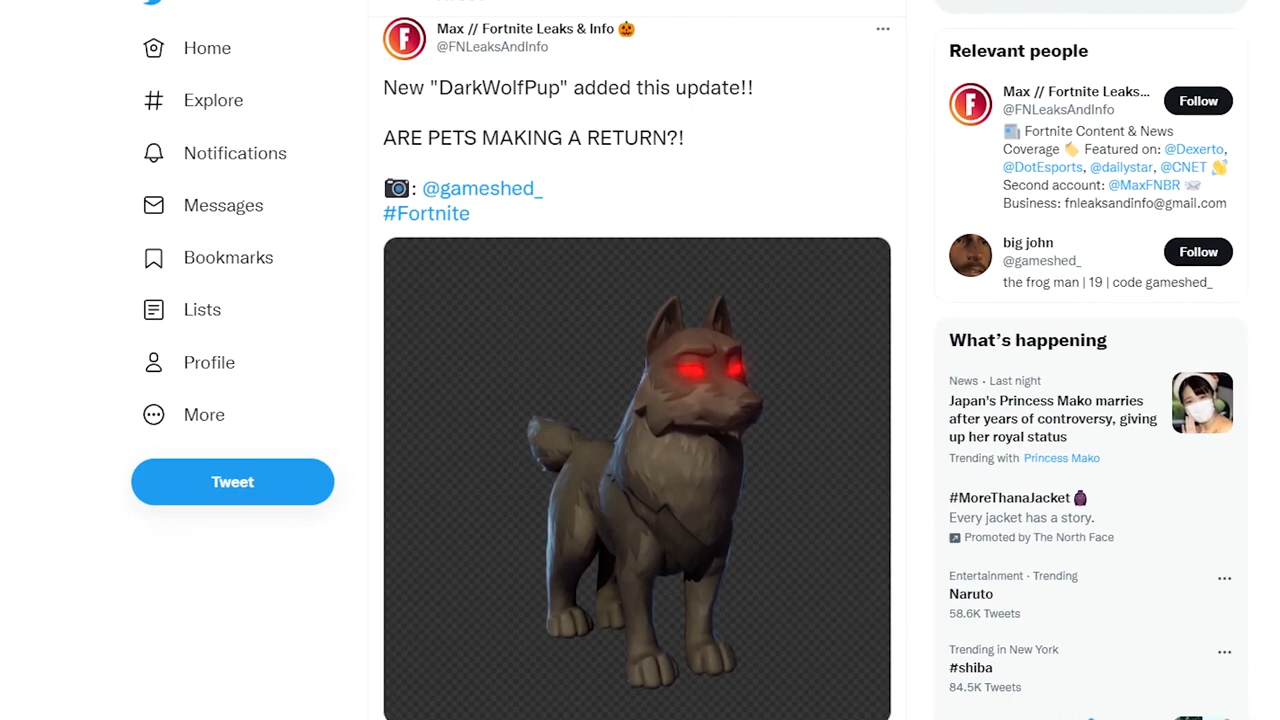 Home
Explore
Notifications
Messages
Bookmarks
Lists
Profile
More
Tweet
Max // Fortnite Leaks & Info 🎃
@FNLeaksAndInfo
New "DarkWolfPup" added this update!!
ARE PETS MAKING A RETURN?!
📷: @gameshed_
#Fortnite
Relevant people
Max // Fortnite Leaks...
@FNLeaksAndInfo
Follow
📰 Fortnite Content & News
Coverage 🏷️ Featured on: @Dexerto,
@DotEsports, @dailystar, @CNET 👏
Second account: @MaxFNBR 📨
Business: fnleaksandinfo@gmail.com
big john
@gameshed_
Follow
the frog man | 19 | code gameshed_
What's happening
News · Last night
Japan's Princess Mako marries
after years of controversy, giving
up her royal status
Trending with Princess Mako
#MoreThanaJacket
Every jacket has a story.
Promoted by The North Face
Entertainment · Trending
Naruto
58.6K Tweets
Trending in New York
#shiba
84.5K Tweets